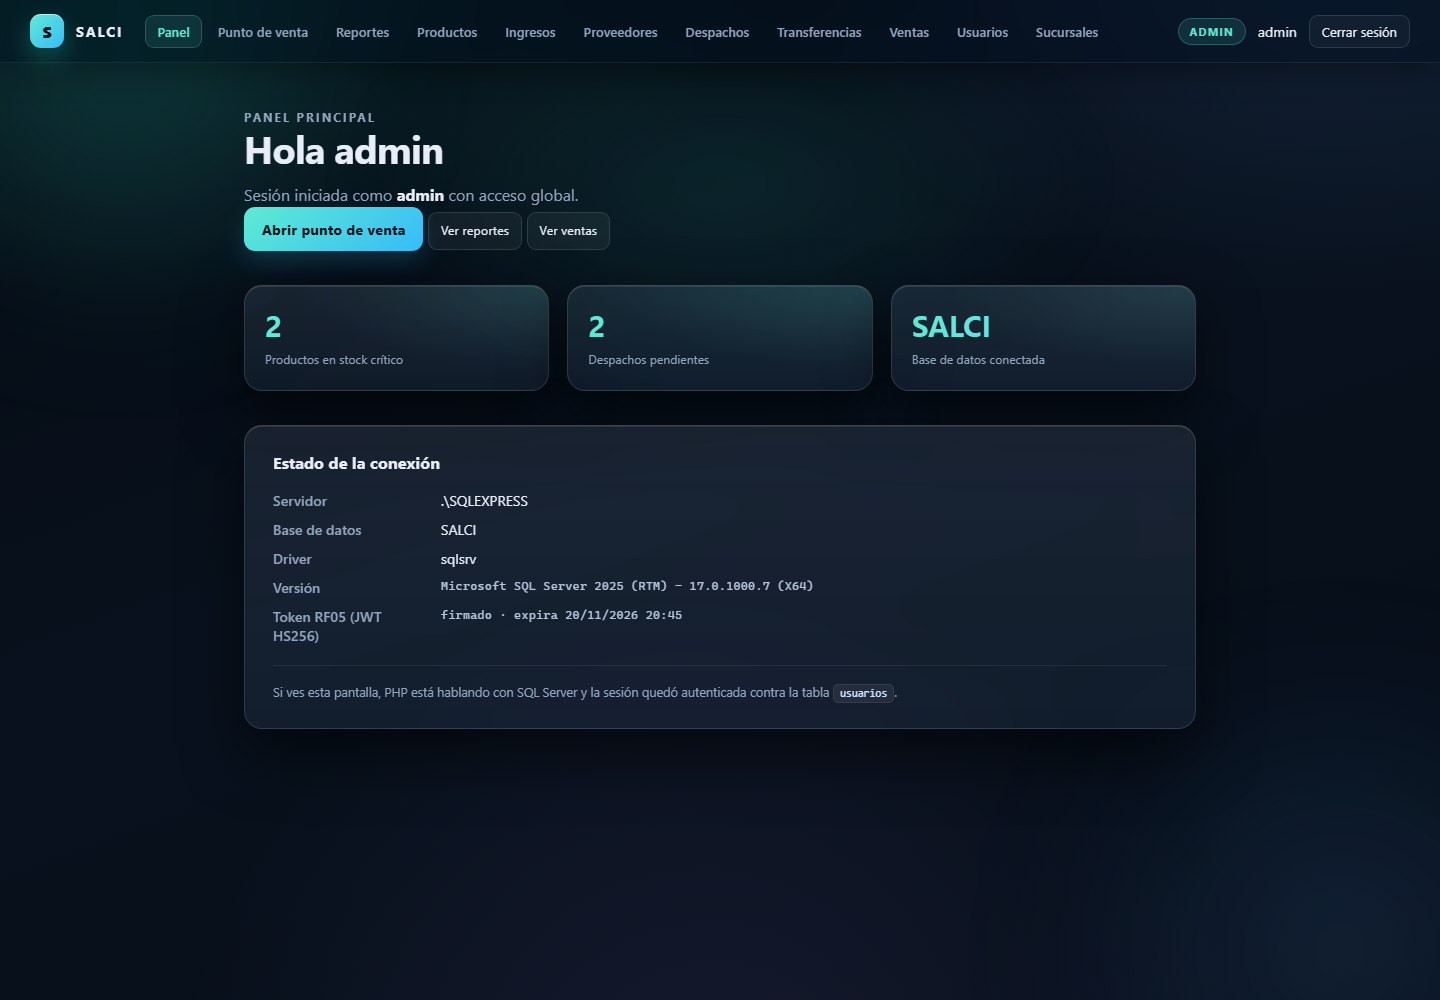 S SALCI Panel Punto de venta Reportes Productos Ingresos Proveedores Despachos Transferencias Ventas Usuarios Sucursales ADMIN admin Cerrar sesión
PANEL PRINCIPAL
Hola admin
Sesión iniciada como admin con acceso global.
Abrir punto de venta Ver reportes Ver ventas
2
Productos en stock crítico
2
Despachos pendientes
SALCI
Base de datos conectada
Estado de la conexión
Servidor .\SQLEXPRESS
Base de datos SALCI
Driver sqlsrv
Versión Microsoft SQL Server 2025 (RTM) - 17.0.1000.7 (X64)
Token RF05 (JWT HS256) firmado · expira 20/11/2026 20:45
Si ves esta pantalla, PHP está hablando con SQL Server y la sesión quedó autenticada contra la tabla usuarios.